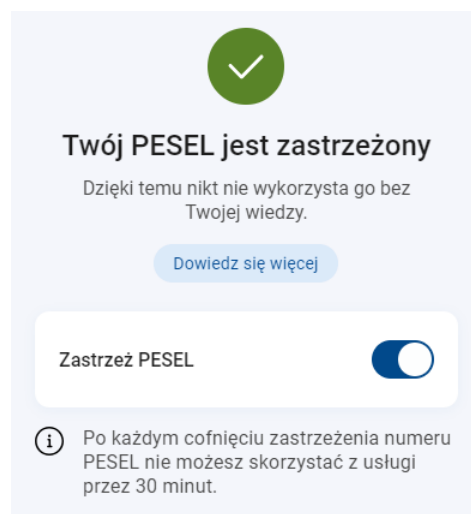 Twój PESEL jest zastrzeżony
Dzięki temu nikt nie wykorzysta go bez
Twojej wiedzy.
Dowiedz się więcej
Zastrzeż PESEL
Po każdym cofnięciu zastrzeżenia numeru
PESEL nie możesz skorzystać z usługi
przez 30 minut.